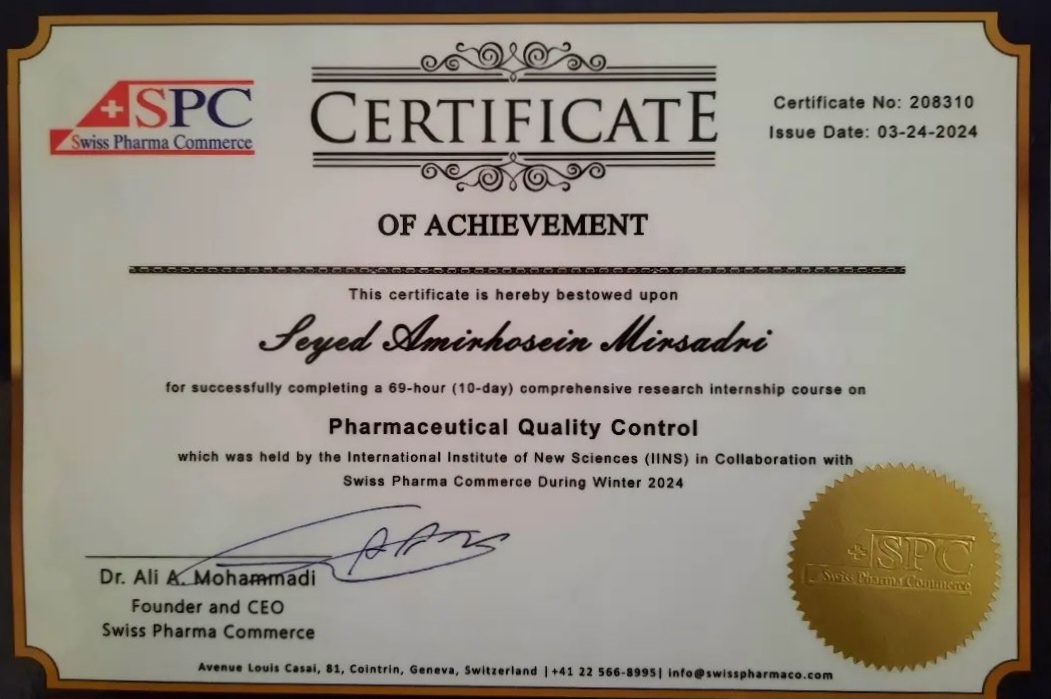 SPC
Swiss Pharma Commerce
CERTIFICATE
Certificate No: 208310
Issue Date: 03-24-2024
OF ACHIEVEMENT
This certificate is hereby bestowed upon
Seyed Amirhosein Mirsadri
for successfully completing a 69-hour (10-day) comprehensive research internship course on
Pharmaceutical Quality Control
which was held by the International Institute of New Sciences (IINS) in Collaboration with
Swiss Pharma Commerce During Winter 2024
Dr. Ali A. Mohammadi
Founder and CEO
Swiss Pharma Commerce
SPC
Swiss Pharma Commerce
Avenue Louis Casai, 81, Cointrin, Geneva, Switzerland |+41 22 566-8995| info@swisspharmaco.com